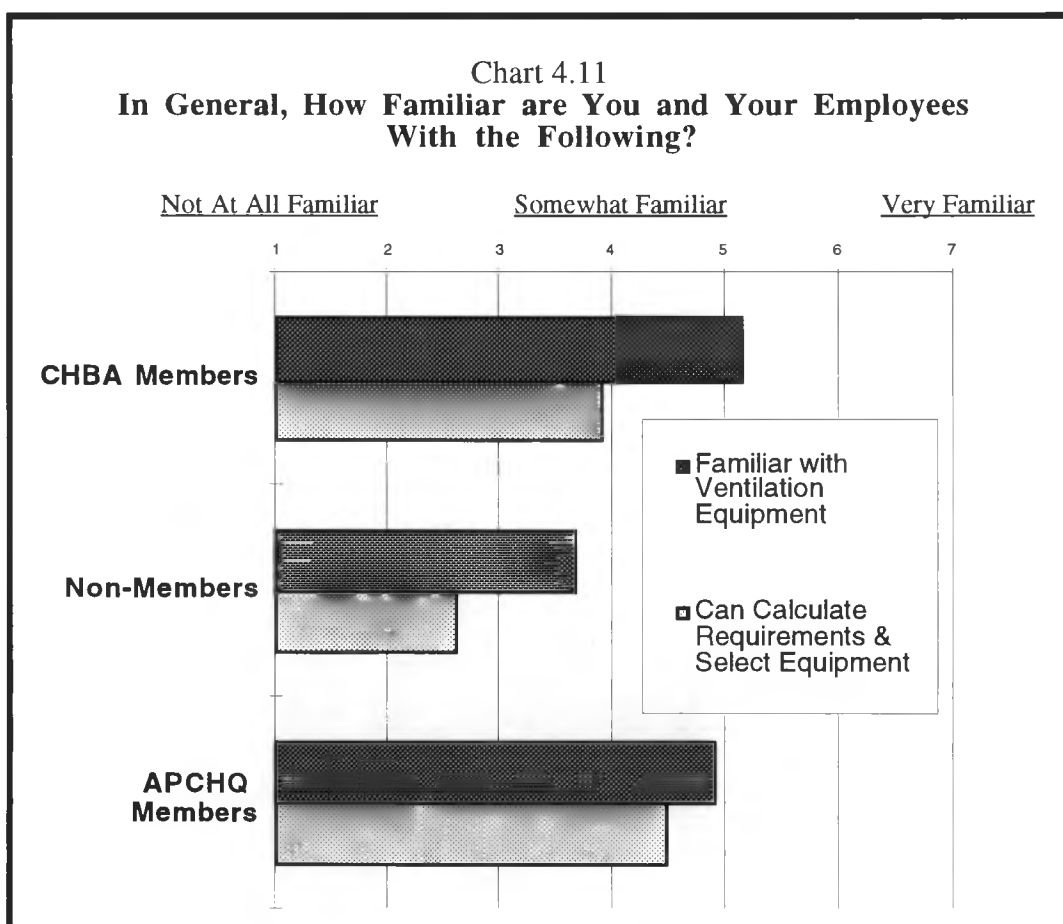 Chart 4.11
In General, How Familiar are You and Your Employees
With the Following?
Not At All Familiar Somewhat Familiar Very Familiar
1 2 3 4 5 6 7
CHBA Members
Non-Members
APCHQ
Members
Familiar with
Ventilation
Equipment
Can Calculate
Requirements &
Select Equipment